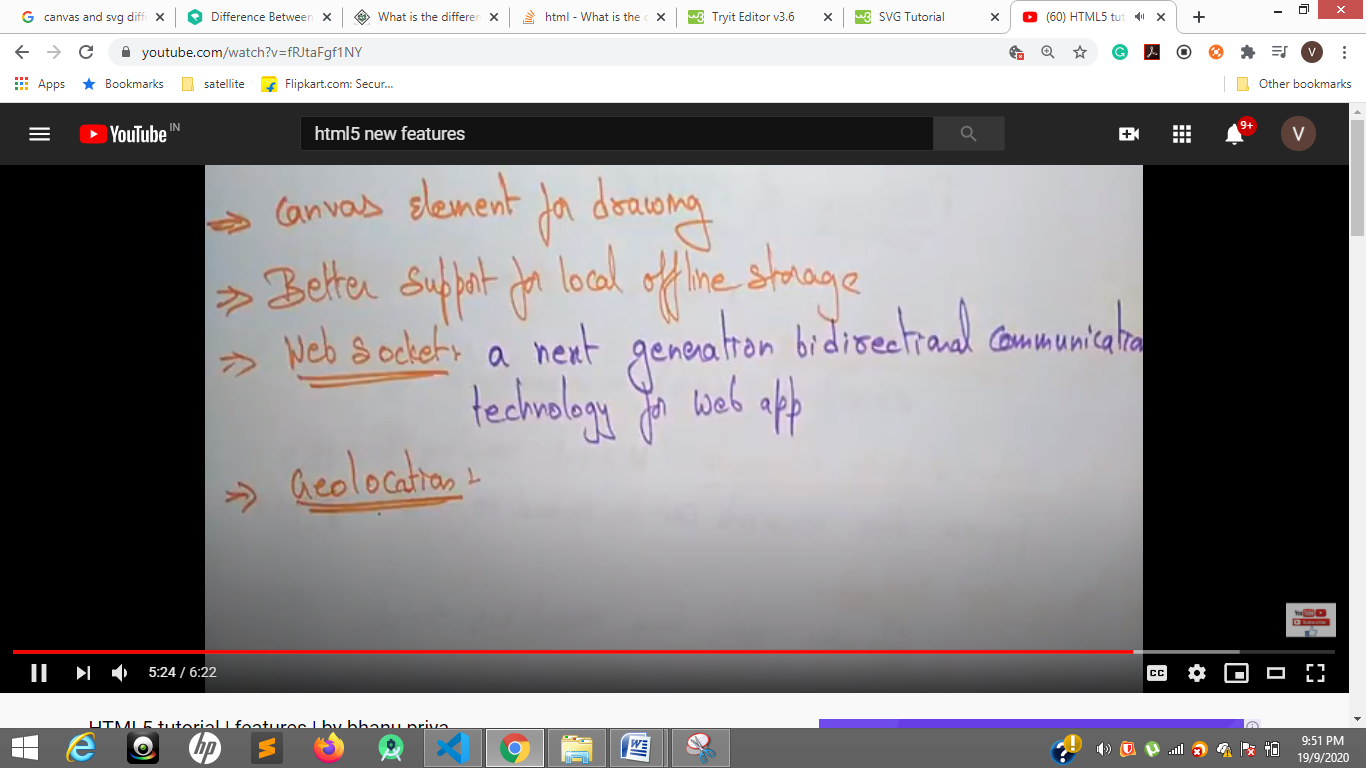 canvas and svg diff
Difference Between
What is the differen
html - What is the d
Tryit Editor v3.6
SVG Tutorial
(60) HTML5 tut
youtube.com/watch?v=fRJtaFgf1NY
V
Apps
Bookmarks
satellite
Flipkart.com: Secur...
Other bookmarks
YouTube IN
html5 new features
9+
V
⇒ Canvas element for drawing
⇒ Better support for local offline storage
⇒ Web Socket:- a next generation bidirectional communication
technology for web app
⇒ Geolocation :-
5:24 / 6:22
CC
HTML5 tutorial | features | by bhanu priya
9:51 PM
19/9/2020